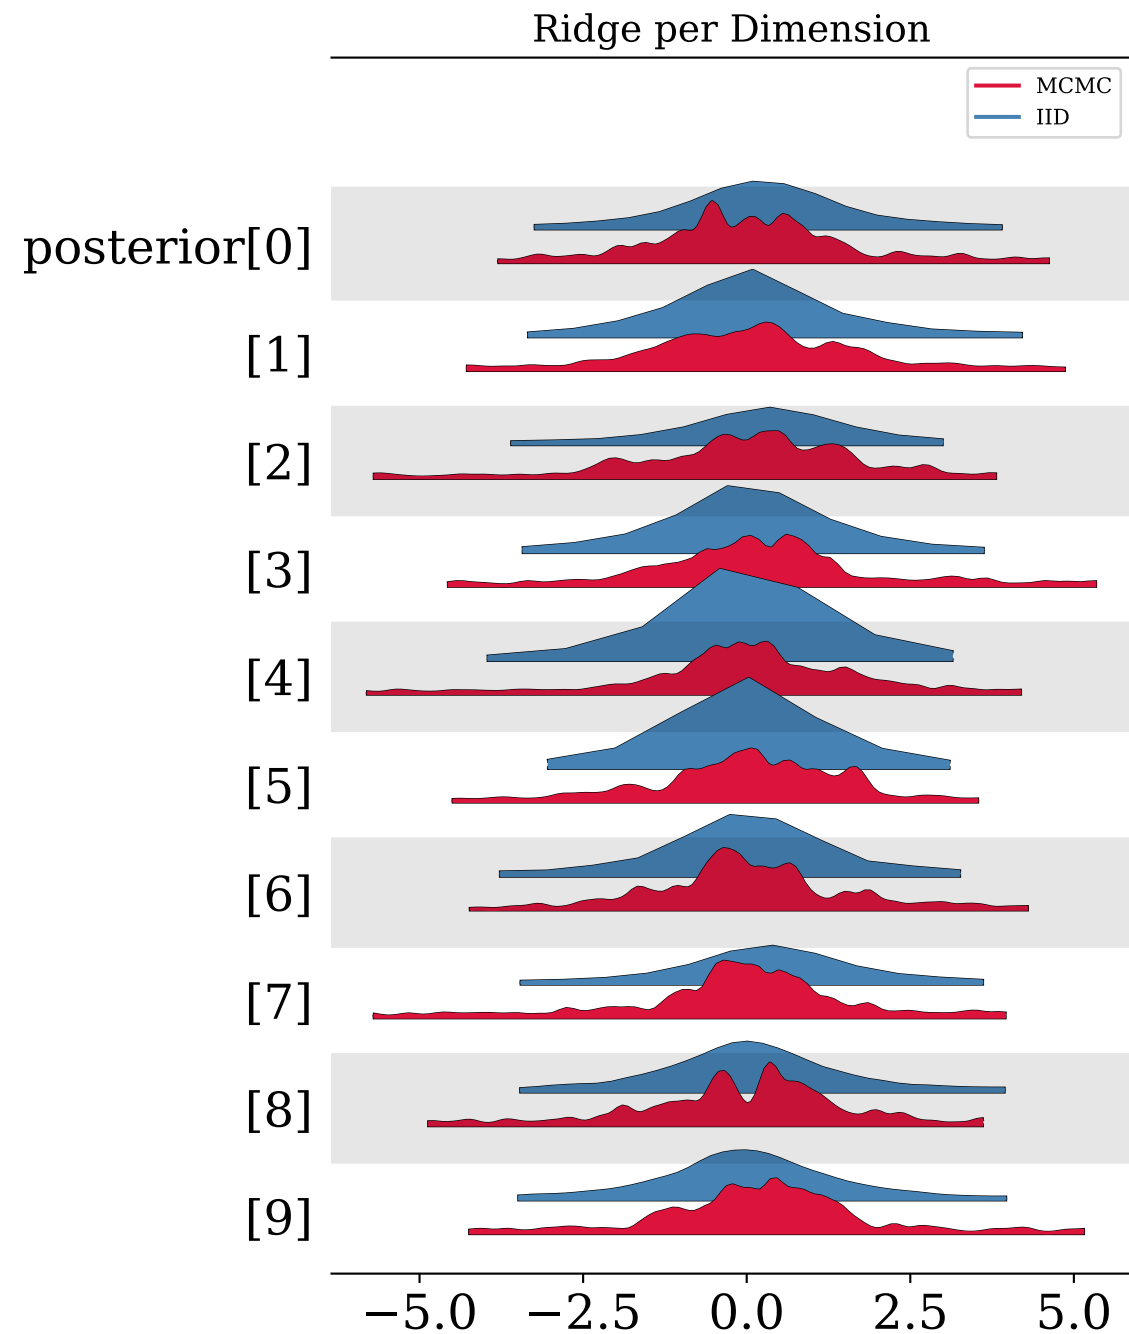 Ridge per Dimension
MCMC
IID
posterior[0]
[1]
[2]
[3]
[4]
[5]
[6]
[7]
[8]
[9]
−5.0 −2.5 0.0 2.5 5.0